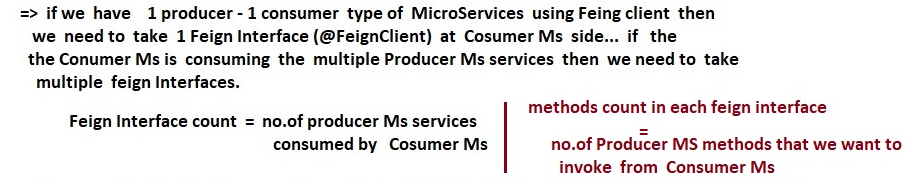 => if we have 1 producer - 1 consumer type of MicroServices using Feing client then
we need to take 1 Feign Interface (@FeignClient) at Cosumer Ms side... if the
the Conumer Ms is consuming the multiple Producer Ms services then we need to take
multiple feign Interfaces.
Feign Interface count = no.of producer Ms services
consumed by Cosumer Ms
methods count in each feign interface
=
no.of Producer MS methods that we want to
invoke from Consumer Ms